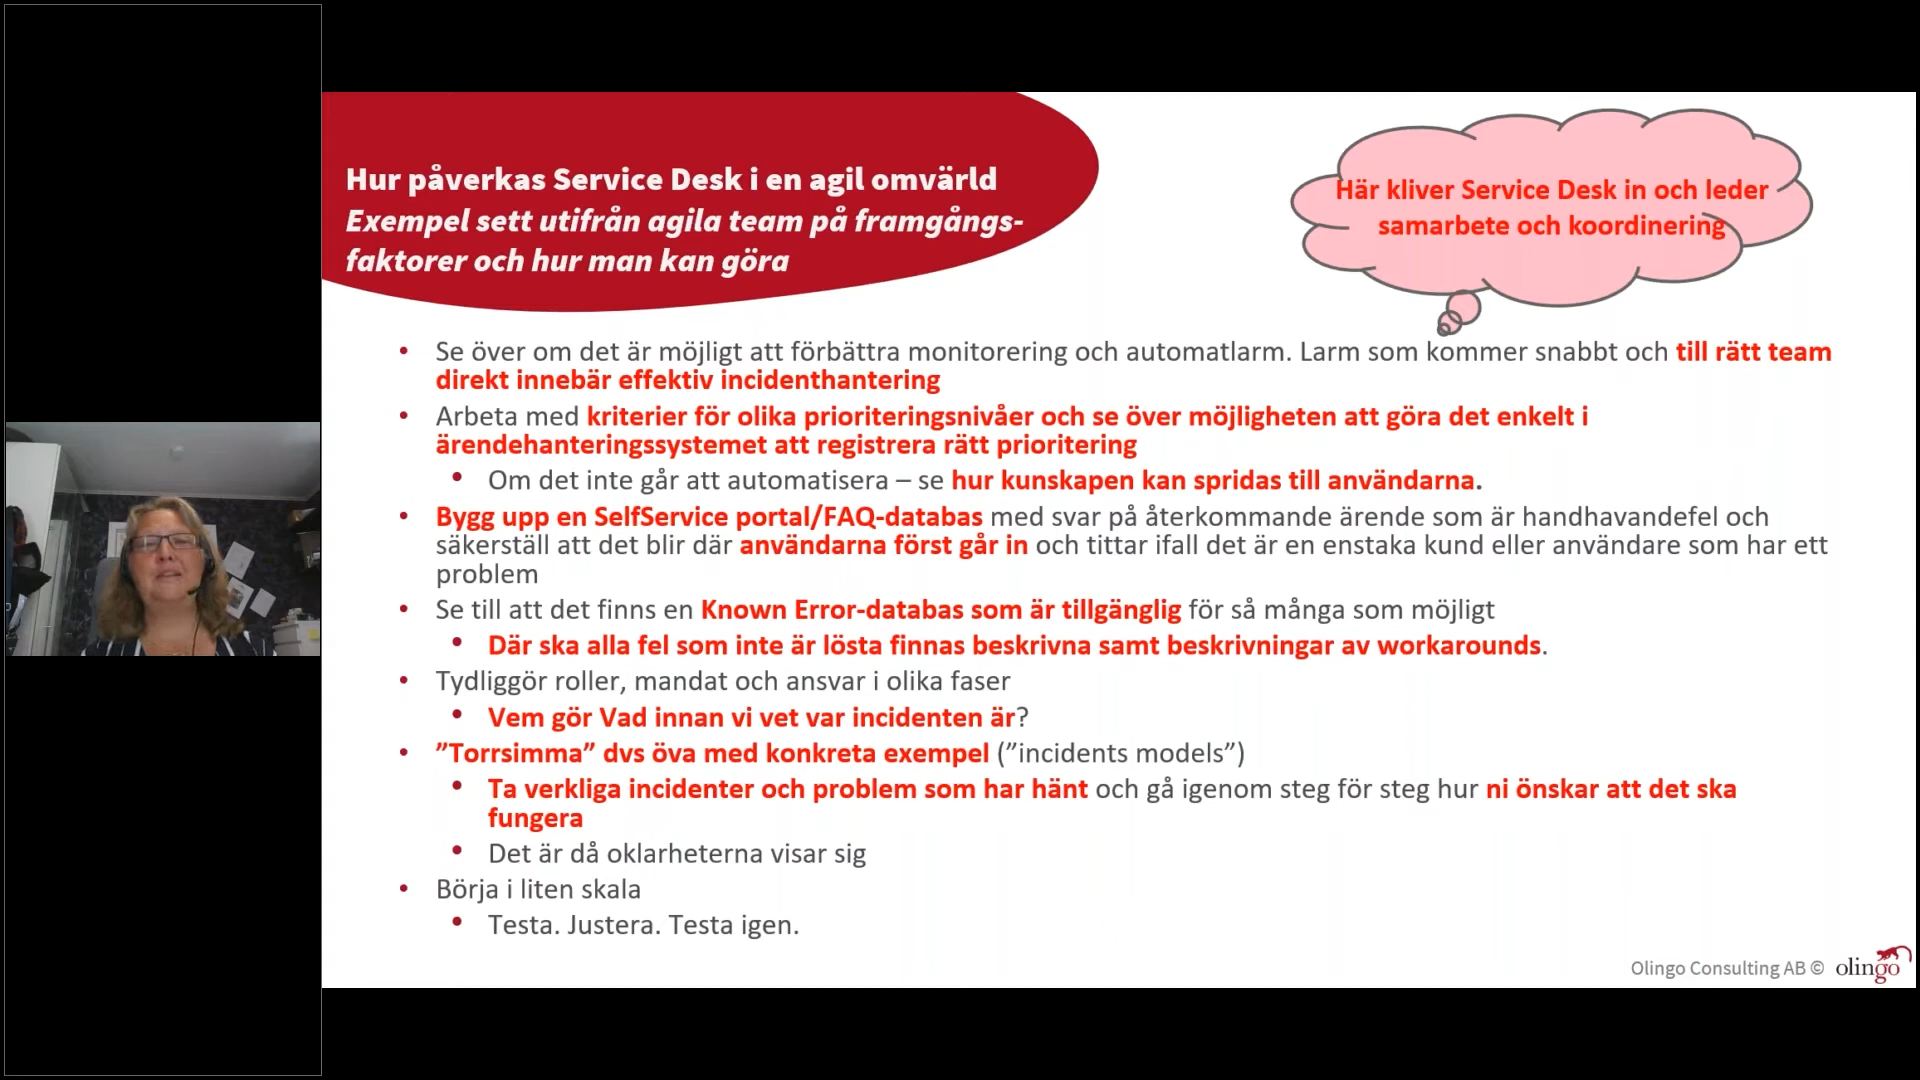 Hur påverkas Service Desk i en agil omvärld
Exempel sett utifrån agila team på framgångs-
faktorer och hur man kan göra
Här kliver Service Desk in och leder
samarbete och koordinering
• Se över om det är möjligt att förbättra monitorering och automatlarm. Larm som kommer snabbt och till rätt team
direkt innebär effektiv incidenthantering
• Arbeta med kriterier för olika prioriteringsnivåer och se över möjligheten att göra det enkelt i
ärendehanteringssystemet att registrera rätt prioritering
• Om det inte går att automatisera – se hur kunskapen kan spridas till användarna.
• Bygg upp en SelfService portal/FAQ-databas med svar på återkommande ärende som är handhavandefel och
säkerställ att det blir där användarna först går in och tittar ifall det är en enstaka kund eller användare som har ett
problem
• Se till att det finns en Known Error-databas som är tillgänglig för så många som möjligt
• Där ska alla fel som inte är lösta finnas beskrivna samt beskrivningar av workarounds.
• Tydliggör roller, mandat och ansvar i olika faser
• Vem gör Vad innan vi vet var incidenten är?
• ”Torrsimma” dvs öva med konkreta exempel (”incidents models”)
• Ta verkliga incidenter och problem som har hänt och gå igenom steg för steg hur ni önskar att det ska
fungera
• Det är då oklarheterna visar sig
• Börja i liten skala
• Testa. Justera. Testa igen.
Olingo Consulting AB © olingo